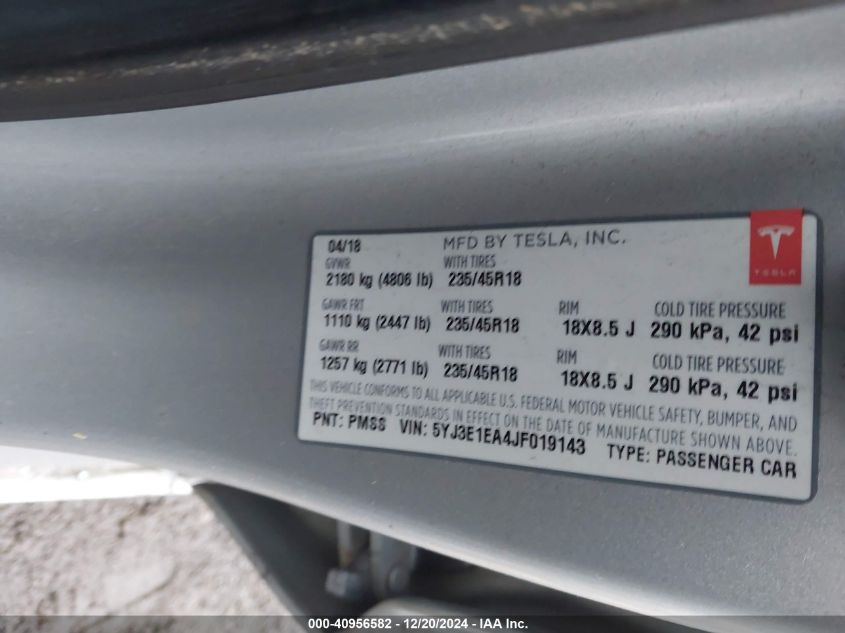 04/18 MFD BY TESLA, INC.
GVWR WITH TIRES
2180 kg (4806 lb) 235/45R18
GAWR FRT WITH TIRES RIM COLD TIRE PRESSURE
1110 kg (2447 lb) 235/45R18 18X8.5 J 290 kPa, 42 psi
GAWR RR WITH TIRES RIM COLD TIRE PRESSURE
1257 kg (2771 lb) 235/45R18 18X8.5 J 290 kPa, 42 psi
THIS VEHICLE CONFORMS TO ALL APPLICABLE U.S. FEDERAL MOTOR VEHICLE SAFETY, BUMPER, AND
THEFT PREVENTION STANDARDS IN EFFECT ON THE DATE OF MANUFACTURE SHOWN ABOVE.
PNT: PMSS VIN: 5YJ3E1EA4JF019143 TYPE: PASSENGER CAR
TESLA
000-40956582 - 12/20/2024 - IAA Inc.